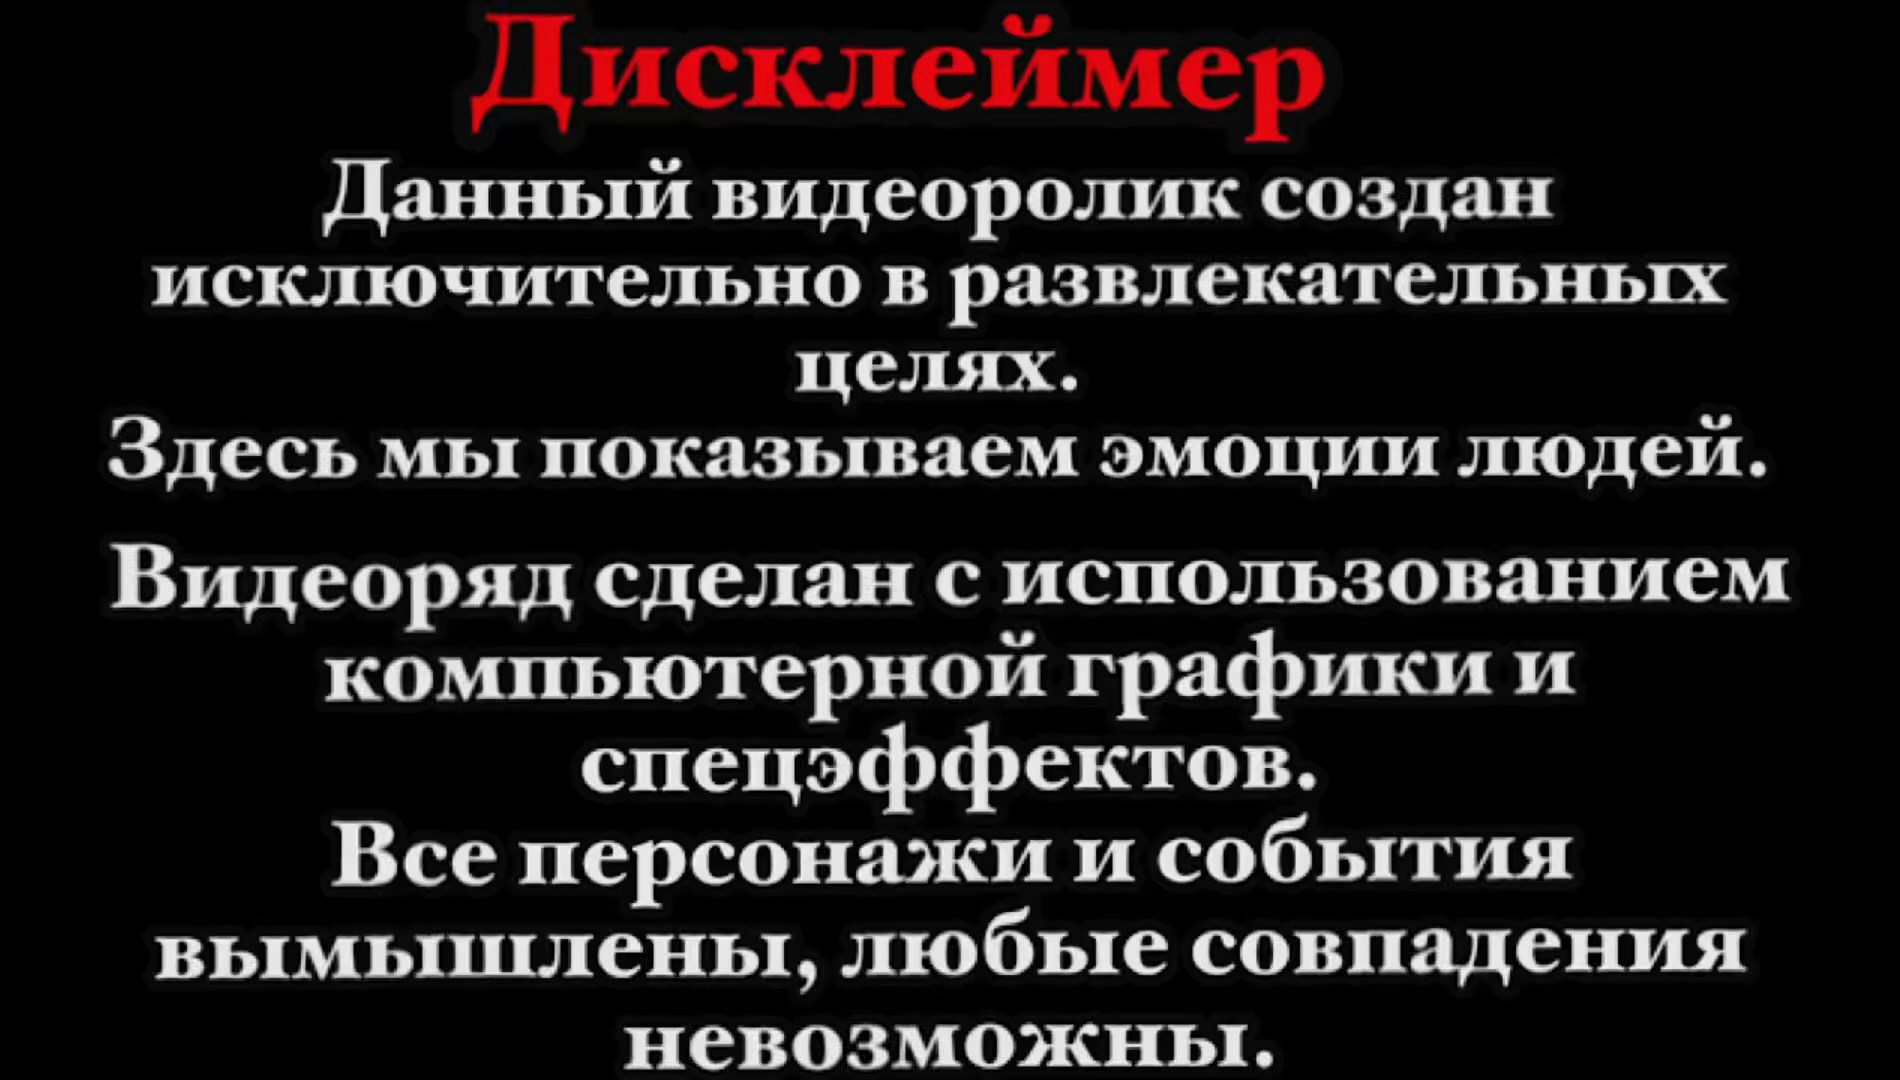 Дисклеймер
Данный видеоролик создан
исключительно в развлекательных
целях.
Здесь мы показываем эмоции людей.
Видеоряд сделан с использованием
компьютерной графики и
спецэффектов.
Все персонажи и события
вымышлены, любые совпадения
невозможны.